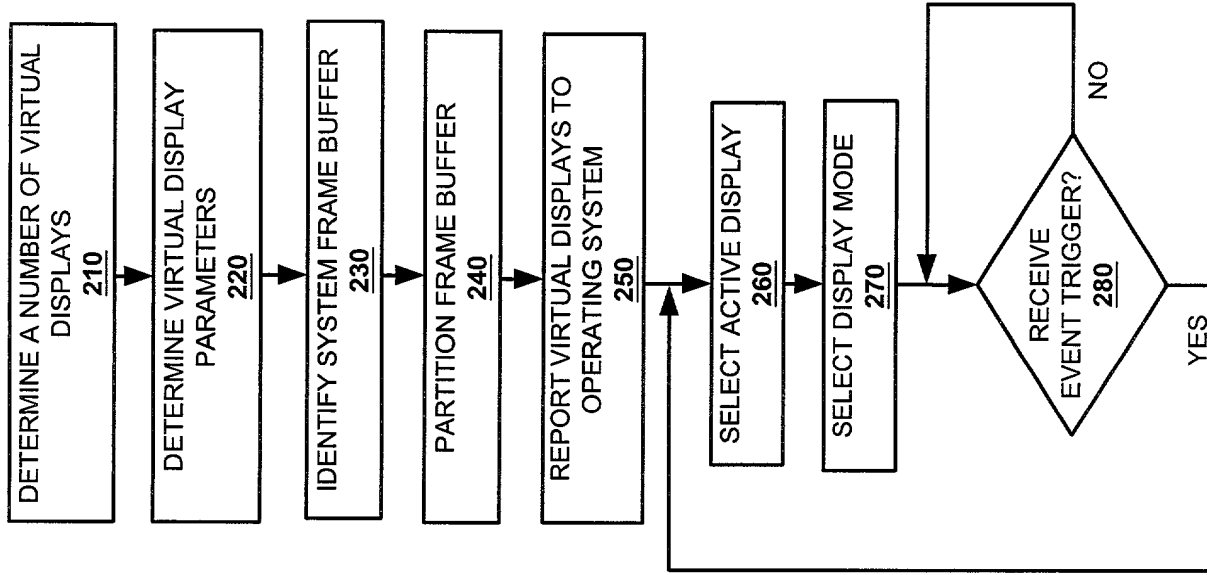 DETERMINE A NUMBER OF VIRTUAL
DISPLAYS
210
DETERMINE VIRTUAL DISPLAY
PARAMETERS
220
IDENTIFY SYSTEM FRAME BUFFER
230
PARTITION FRAME BUFFER
240
REPORT VIRTUAL DISPLAYS TO
OPERATING SYSTEM
250
SELECT ACTIVE DISPLAY
260
SELECT DISPLAY MODE
270
RECEIVE
EVENT TRIGGER?
280
NO
YES